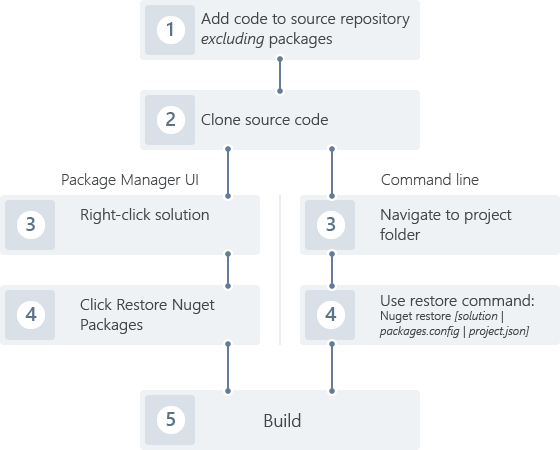 1
Add code to source repository
excluding packages
2
Clone source code
Package Manager UI
3
Right-click solution
4
Click Restore Nuget
Packages
Command line
3
Navigate to project
folder
4
Use restore command:
Nuget restore [solution |
packages.config | project.json]
5
Build